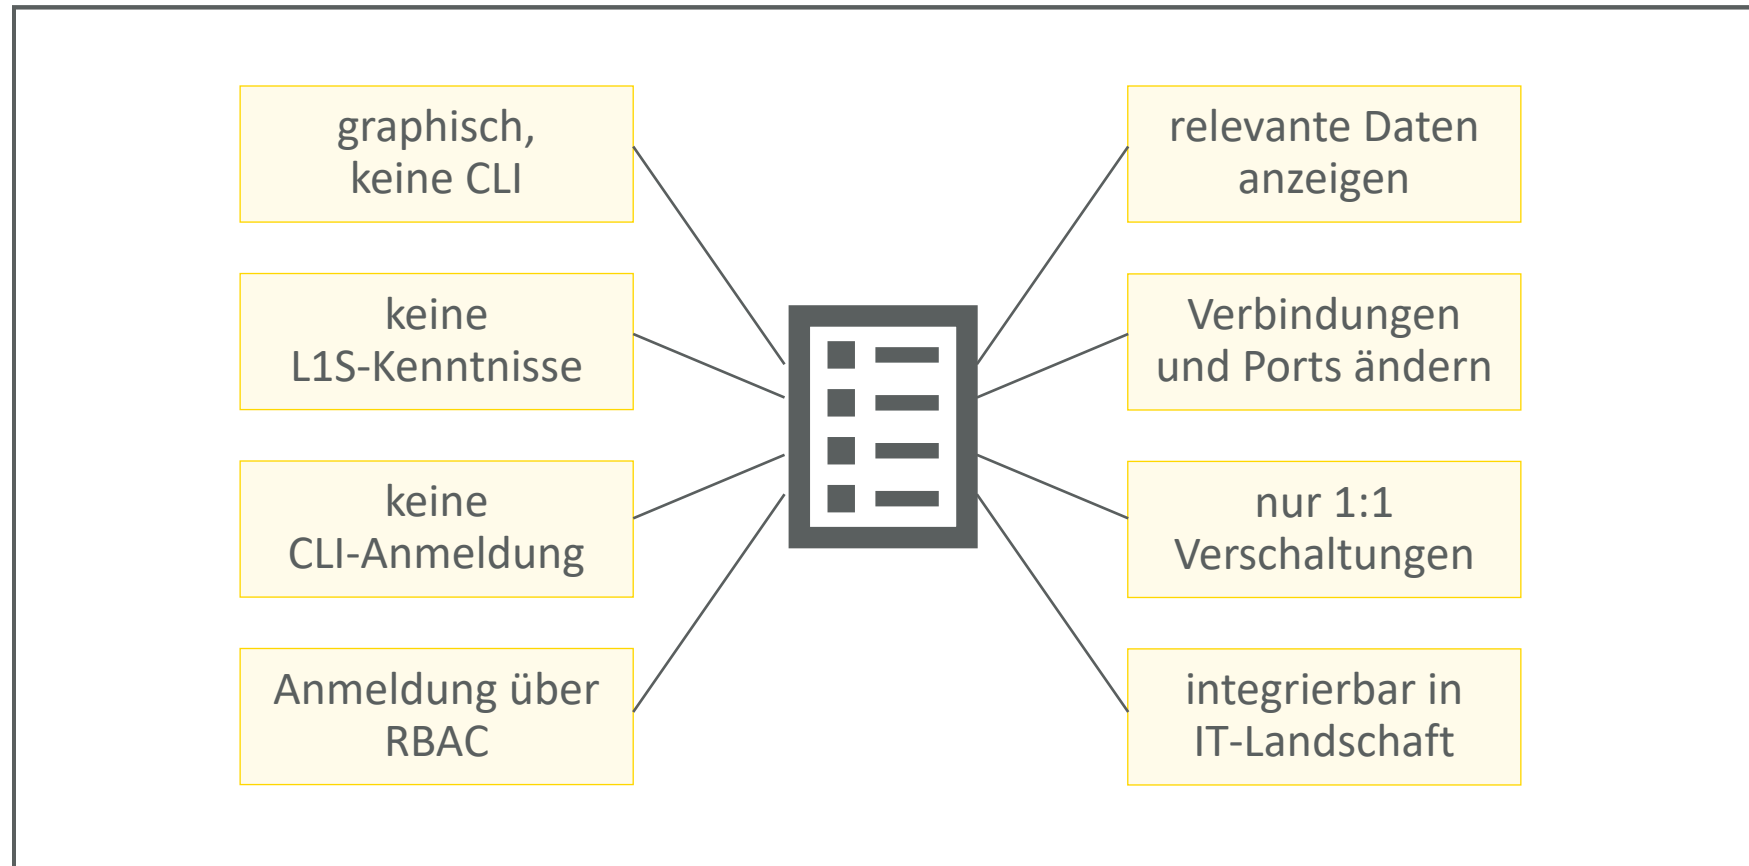 graphisch,
keine CLI
keine
L1S-Kenntnisse
keine
CLI-Anmeldung
Anmeldung über
RBAC
relevante Daten
anzeigen
Verbindungen
und Ports ändern
nur 1:1
Verschaltungen
integrierbar in
IT-Landschaft